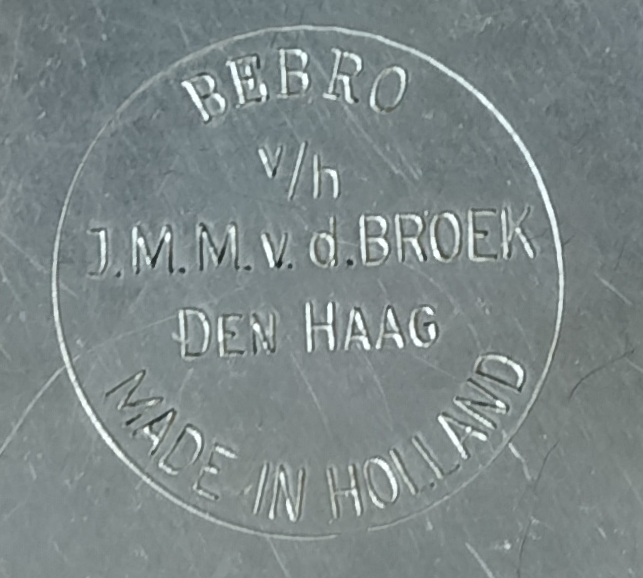 BEBRO
v/h
J.M.M.v.d.BROEK
DEN HAAG
MADE IN HOLLAND